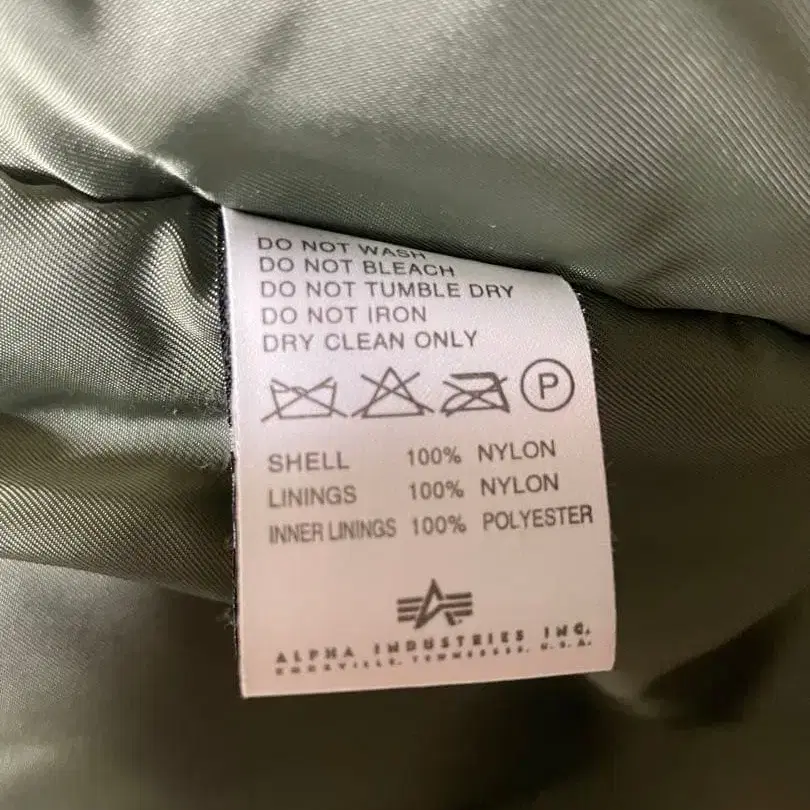 DO NOT WASH
DO NOT BLEACH
DO NOT TUMBLE DRY
DO NOT IRON
DRY CLEAN ONLY
P
SHELL 100% NYLON
LININGS 100% NYLON
INNER LININGS 100% POLYESTER
ALPHA INDUSTRIES INC.
KNOXVILLE, TENNESSEE, U.S.A.